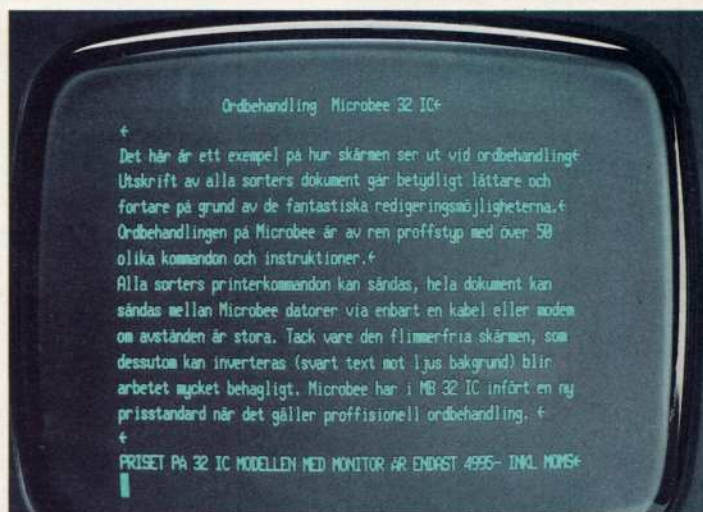 Ordbehandling Microbee 32 IC←
←
Det här är ett exempel på hur skärmen ser ut vid ordbehandling←
Utskrift av alla sorters dokument går betydligt lättare och
fortare på grund av de fantastiska redigeringsmöjligheterna.←
Ordbehandlingen på Microbee är av ren proffstyp med över 50
olika kommandon och instruktioner.←
Alla sorters printerkommandon kan sändas, hela dokument kan
sändas mellan Microbee datorer via enbart en kabel eller modem
om avstånden är stora. Tack vare den flimmerfria skärmen, som
dessutom kan inverteras (svart text mot ljus bakgrund) blir
arbetet mycket behagligt. Microbee har i MB 32 IC infört en ny
prisstandard när det gäller proffisionell ordbehandling. ←
←
PRISET PÅ 32 IC MODELLEN MED MONITOR ÄR ENDAST 4995- INKL MOMS←